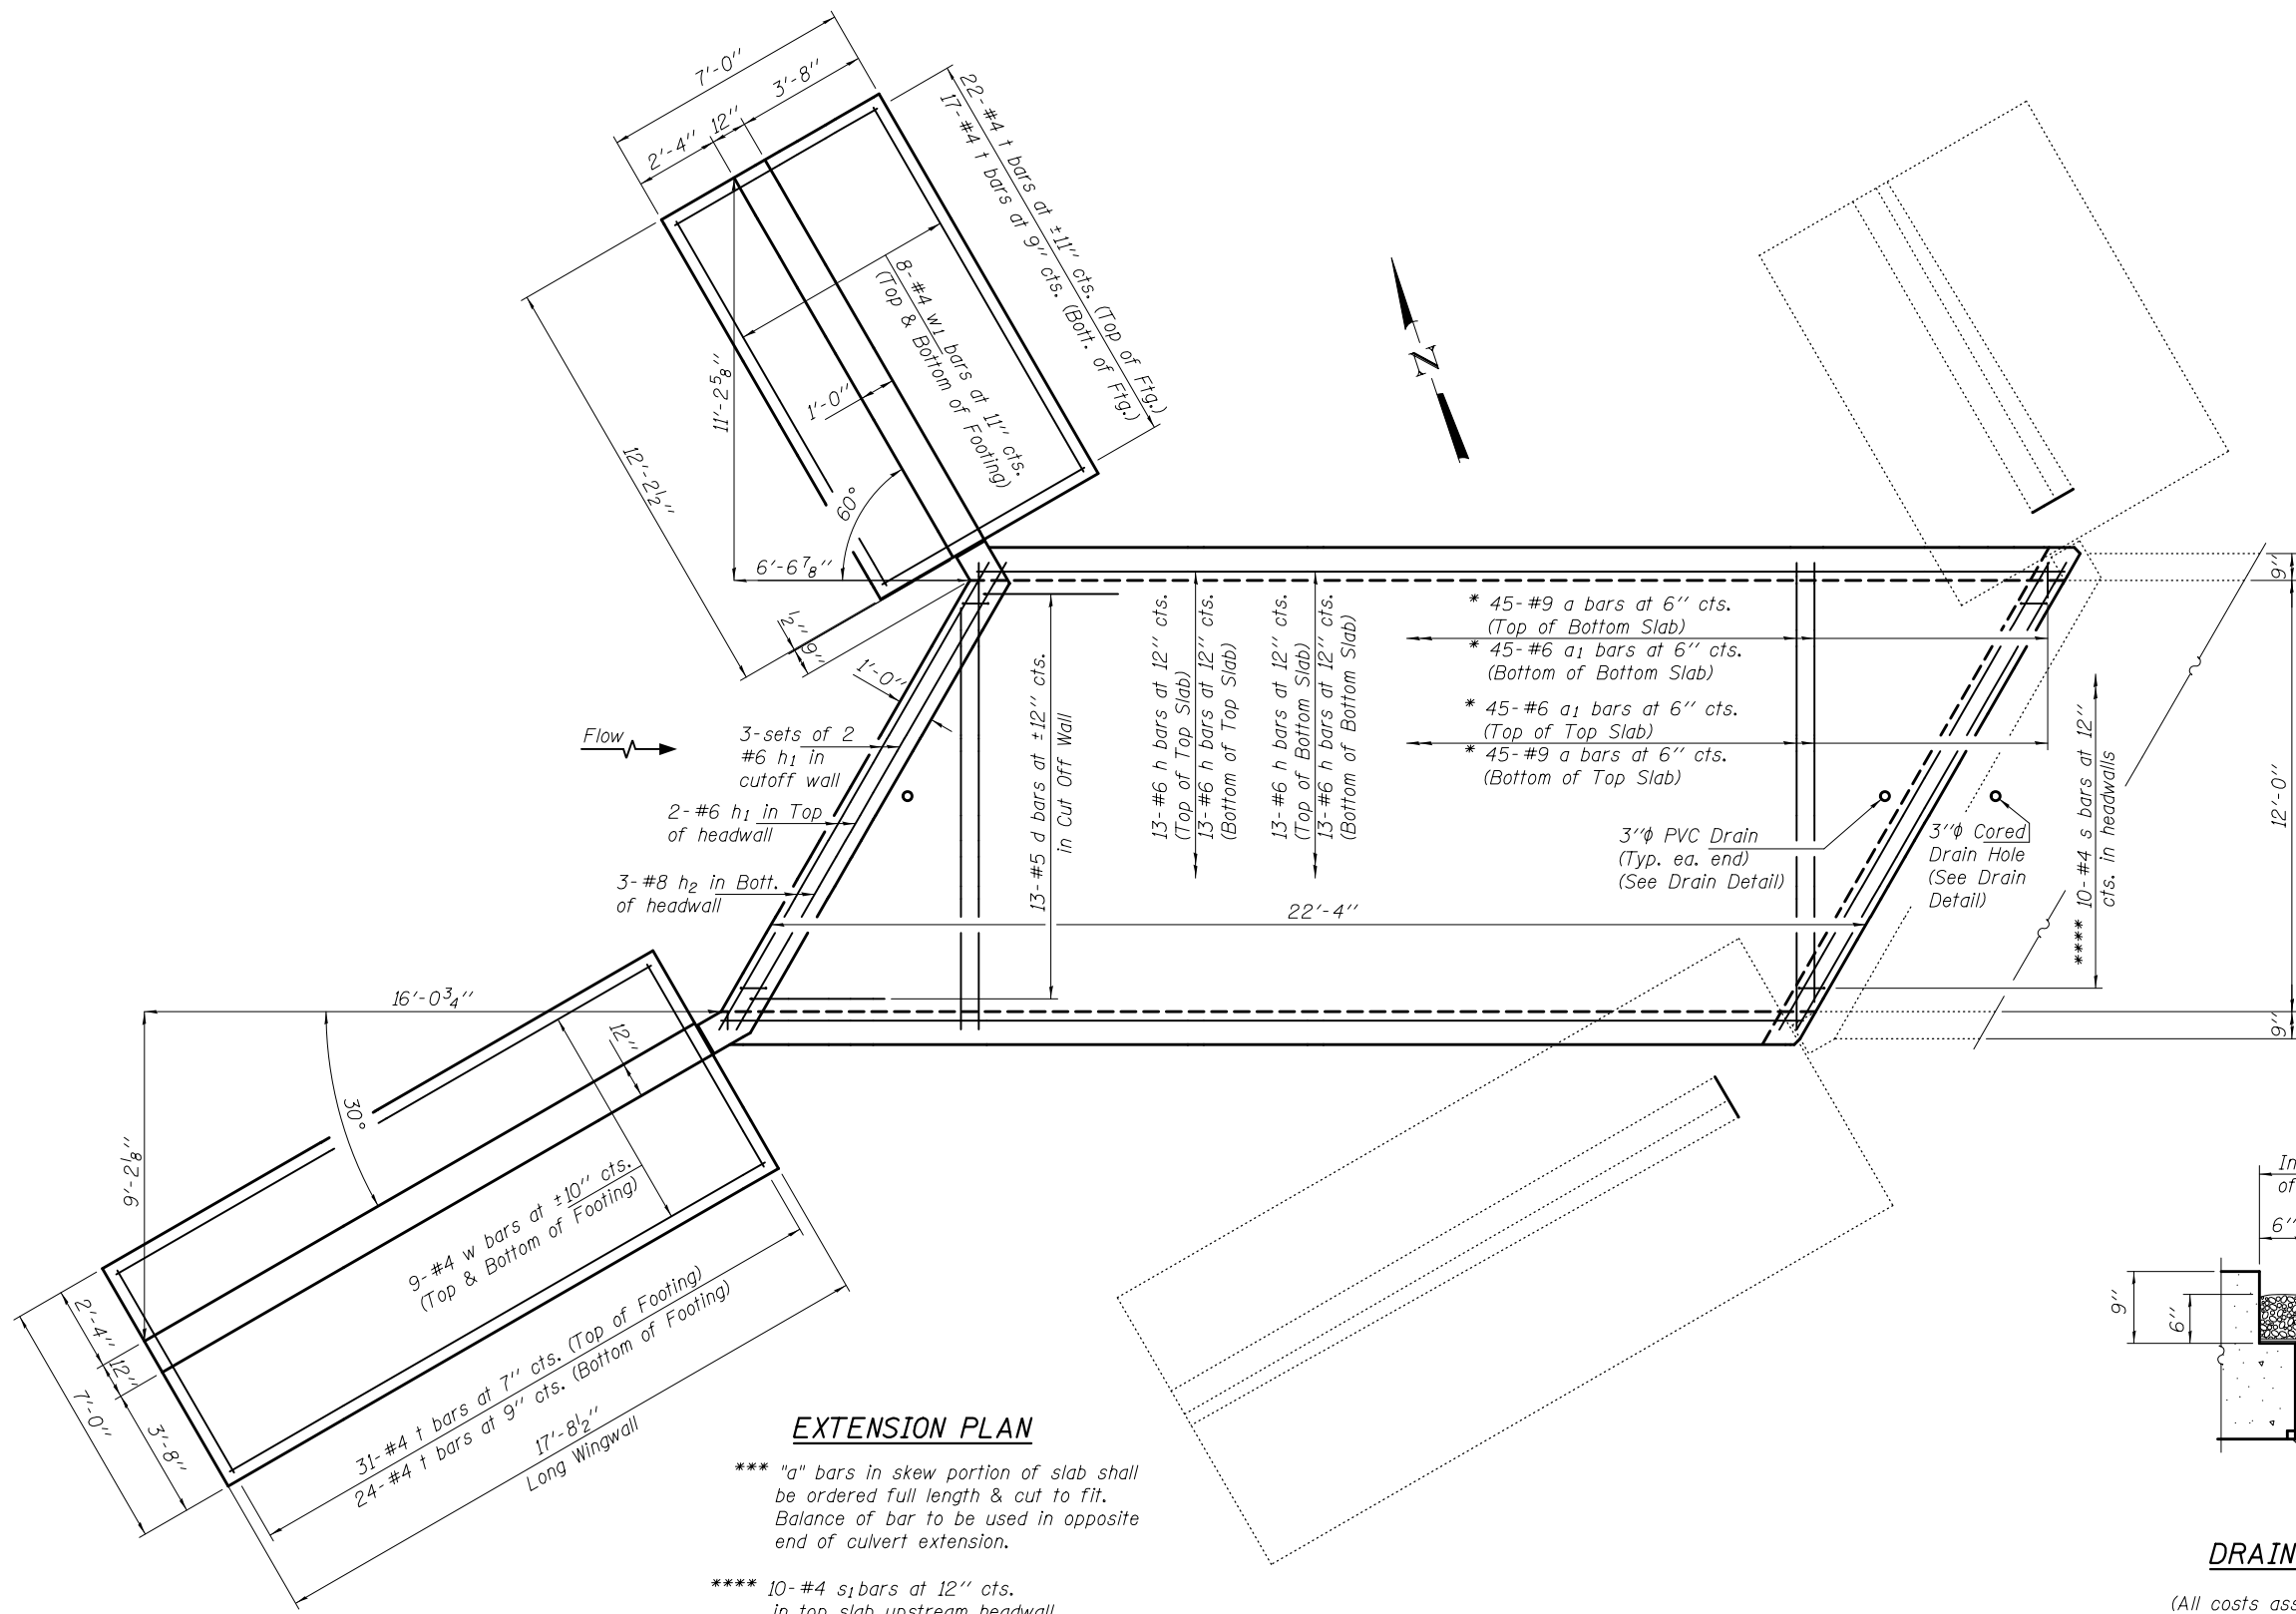 7'-0''
3'-8''
12''
2'-4''
22-#4 t bars at ±11'' cts. (Top of Ftg.)
17-#4 t bars at 9'' cts. (Bott. of Ftg.)
8-#4 w1 bars at 11'' cts.
(Top & Bottom of Footing)
11'-2 5/8''
1'-0''
12'-2 1/2''
60°
6'-6 7/8''
1/2''
9''
1'-0''
N
Flow
3-sets of 2
#6 h1 in
cutoff wall
2-#6 h1 in Top
of headwall
3-#8 h2 in Bott.
of headwall
13-#5 d bars at ±12'' cts.
in Cut Off Wall
13-#6 h bars at 12'' cts.
(Top of Top Slab)
13-#6 h bars at 12'' cts.
(Bottom of Top Slab)
13-#6 h bars at 12'' cts.
(Top of Bottom Slab)
13-#6 h bars at 12'' cts.
(Bottom of Bottom Slab)
* 45-#9 a bars at 6'' cts.
(Top of Bottom Slab)
* 45-#6 a1 bars at 6'' cts.
(Bottom of Bottom Slab)
* 45-#6 a1 bars at 6'' cts.
(Top of Top Slab)
* 45-#9 a bars at 6'' cts.
(Bottom of Top Slab)
3''φ PVC Drain
(Typ. ea. end)
(See Drain Detail)
3''φ Cored
Drain Hole
(See Drain
Detail)
**** 10-#4 s bars at 12''
cts. in headwalls
9''
12'-0''
9''
22'-4''
16'-0 3/4''
9'-2 1/8''
30°
12''
9-#4 w bars at ±10'' cts.
(Top & Bottom of Footing)
2'-4''
12''
3'-8''
7'-0''
31-#4 t bars at 7'' cts. (Top of Footing)
24-#4 t bars at 9'' cts. (Bottom of Footing)
17'-8 1/2''
Long Wingwall
EXTENSION PLAN
*** "a" bars in skew portion of slab shall
be ordered full length & cut to fit.
Balance of bar to be used in opposite
end of culvert extension.
**** 10-#4 s1 bars at 12'' cts.
in top slab upstream headwall
of
6''
9''
6''
DRAIN
(All costs